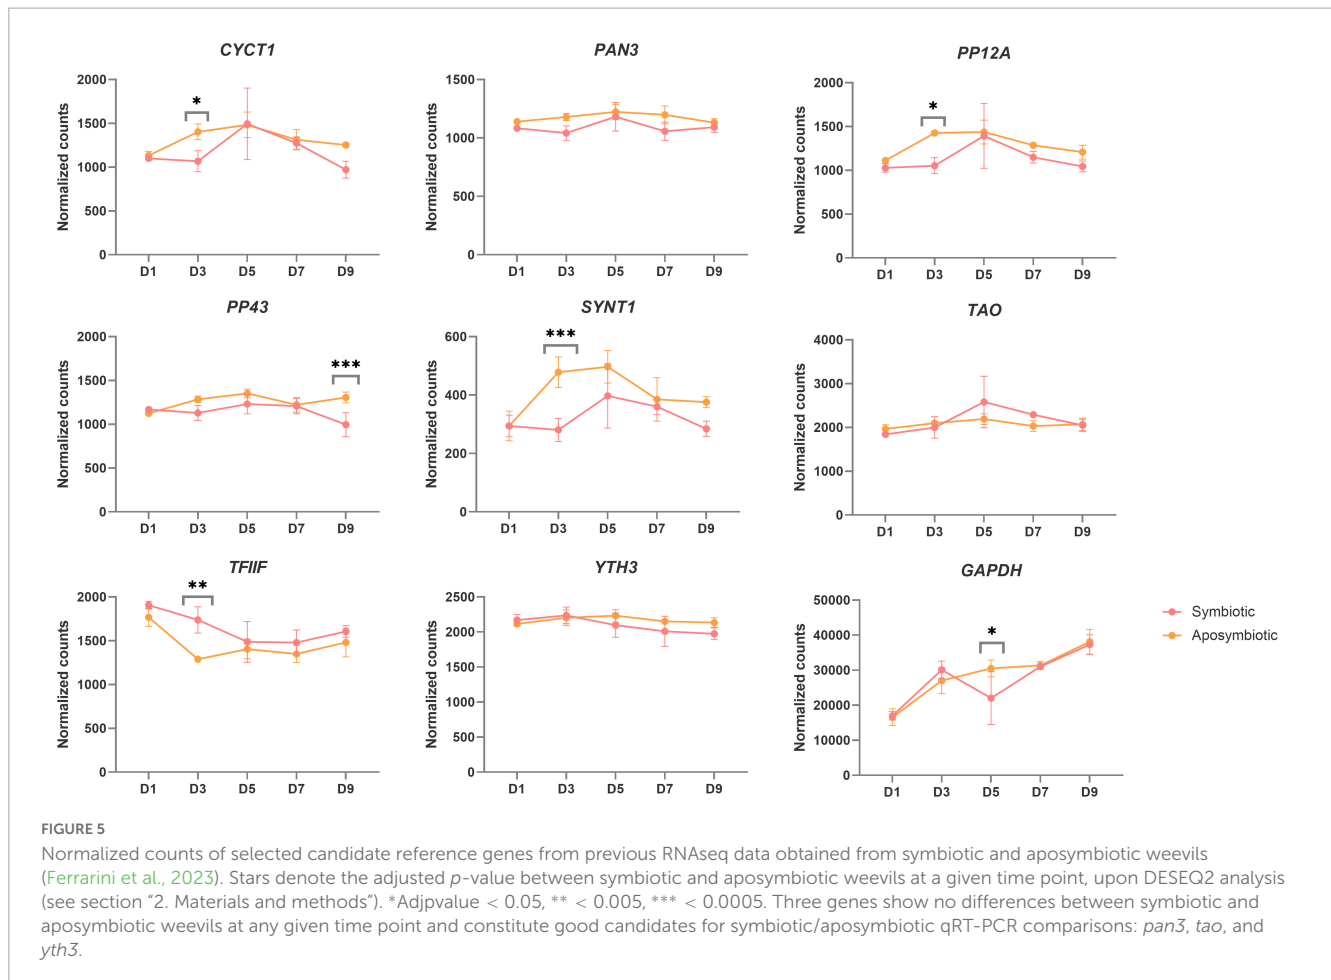 CYCT1
PAN3
PP12A
Normalized counts
2000
1500
1000
500
0
*
D1 D3 D5 D7 D9
Normalized counts
1500
1000
500
0
D1 D3 D5 D7 D9
Normalized counts
2000
1500
1000
500
0
*
D1 D3 D5 D7 D9
PP43
SYNT1
TAO
Normalized counts
2000
1500
1000
500
0
***
D1 D3 D5 D7 D9
Normalized counts
600
400
200
0
***
D1 D3 D5 D7 D9
Normalized counts
4000
3000
2000
1000
0
D1 D3 D5 D7 D9
TFIIF
YTH3
GAPDH
Normalized counts
2000
1500
1000
500
0
**
D1 D3 D5 D7 D9
Normalized counts
2500
2000
1500
1000
500
0
D1 D3 D5 D7 D9
Normalized counts
50000
40000
30000
20000
10000
0
*
D1 D3 D5 D7 D9
Symbiotic
Aposymbiotic
FIGURE 5
Normalized counts of selected candidate reference genes from previous RNAseq data obtained from symbiotic and aposymbiotic weevils
(Ferrarini et al., 2023). Stars denote the adjusted p-value between symbiotic and aposymbiotic weevils at a given time point, upon DESEQ2 analysis
(see section "2. Materials and methods"). *Adjpvalue < 0.05, ** < 0.005, *** < 0.0005. Three genes show no differences between symbiotic and
aposymbiotic weevils at any given time point and constitute good candidates for symbiotic/aposymbiotic qRT-PCR comparisons: pan3, tao, and
yth3.